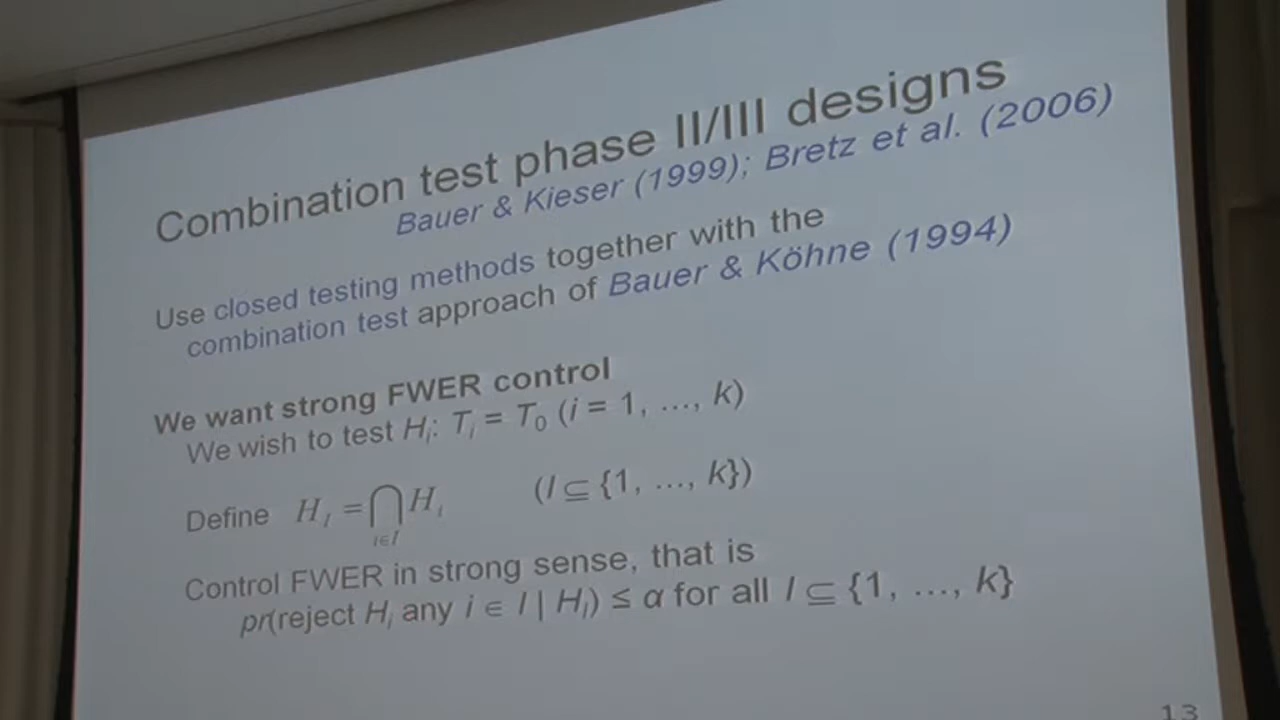 Combination test phase II/III designs
Bauer & Kieser (1999); Bretz et al. (2006)
Use closed testing methods together with the
combination test approach of Bauer & Köhne (1994)
We want strong FWER control
We wish to test Hᵢ: Tᵢ = T₀ (i = 1, ..., k)
Define H_I = ⋂_{i∈I} Hᵢ (I ⊆ {1, ..., k})
Control FWER in strong sense, that is
pr(reject Hᵢ any i ∈ I | H_I) ≤ α for all I ⊆ {1, ..., k}
13